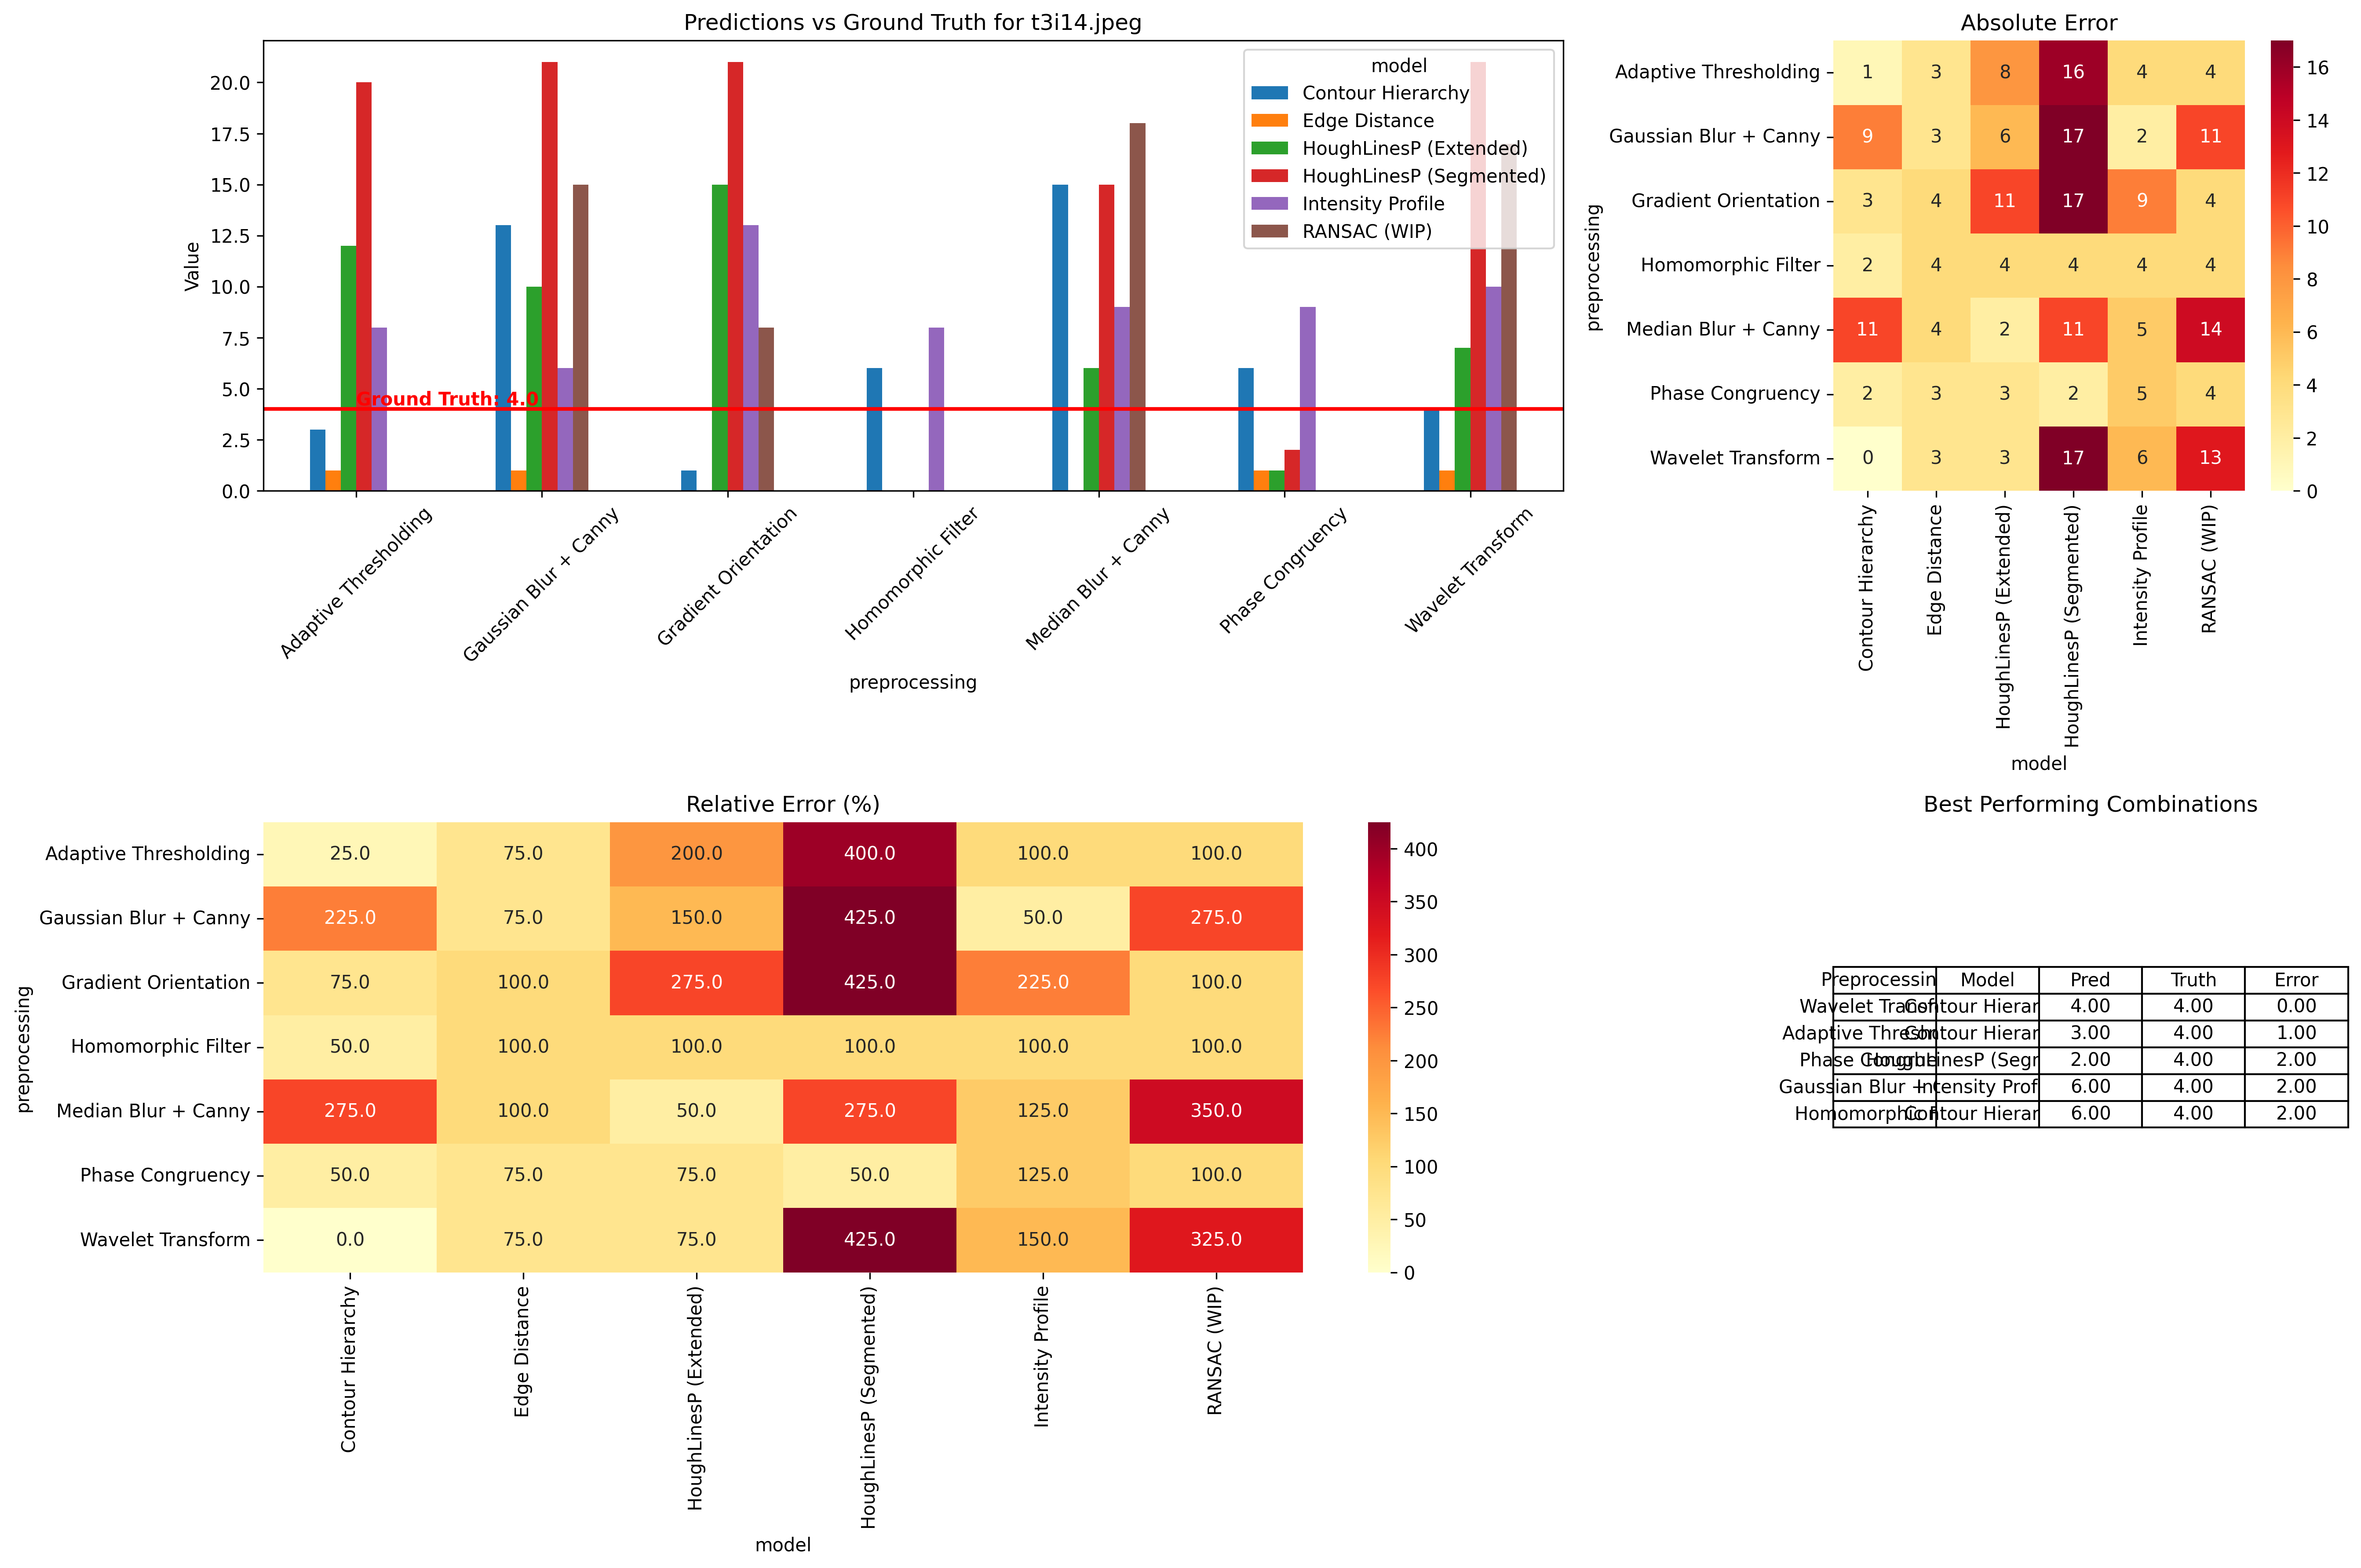 Predictions vs Ground Truth for t3i14.jpeg
Value
20.0
17.5
15.0
12.5
10.0
7.5
5.0
2.5
0.0
Ground Truth: 4.0
model
Contour Hierarchy
Edge Distance
HoughLinesP (Extended)
HoughLinesP (Segmented)
Intensity Profile
RANSAC (WIP)
Adaptive Thresholding
Gaussian Blur + Canny
Gradient Orientation
Homomorphic Filter
Median Blur + Canny
Phase Congruency
Wavelet Transform
preprocessing
Absolute Error
preprocessing
Adaptive Thresholding 1 3 8 16 4 4
Gaussian Blur + Canny 9 3 6 17 2 11
Gradient Orientation 3 4 11 17 9 4
Homomorphic Filter 2 4 4 4 4 4
Median Blur + Canny 11 4 2 11 5 14
Phase Congruency 2 3 3 2 5 4
Wavelet Transform 0 3 3 17 6 13
Contour Hierarchy
Edge Distance
HoughLinesP (Extended)
HoughLinesP (Segmented)
Intensity Profile
RANSAC (WIP)
model
16
14
12
10
8
6
4
2
0
Relative Error (%)
preprocessing
Adaptive Thresholding 25.0 75.0 200.0 400.0 100.0 100.0
Gaussian Blur + Canny 225.0 75.0 150.0 425.0 50.0 275.0
Gradient Orientation 75.0 100.0 275.0 425.0 225.0 100.0
Homomorphic Filter 50.0 100.0 100.0 100.0 100.0 100.0
Median Blur + Canny 275.0 100.0 50.0 275.0 125.0 350.0
Phase Congruency 50.0 75.0 75.0 50.0 125.0 100.0
Wavelet Transform 0.0 75.0 75.0 425.0 150.0 325.0
Contour Hierarchy
Edge Distance
HoughLinesP (Extended)
HoughLinesP (Segmented)
Intensity Profile
RANSAC (WIP)
model
400
350
300
250
200
150
100
50
0
Best Performing Combinations
Preprocessin Model Pred Truth Error
Wavelet Contour Hierar 4.00 4.00 0.00
Adaptive Contour Hierar 3.00 4.00 1.00
Phase HoughLinesP (Segr 2.00 4.00 2.00
Gaussian Blur + Intensity Prof 6.00 4.00 2.00
Contour Hierar 6.00 4.00 2.00